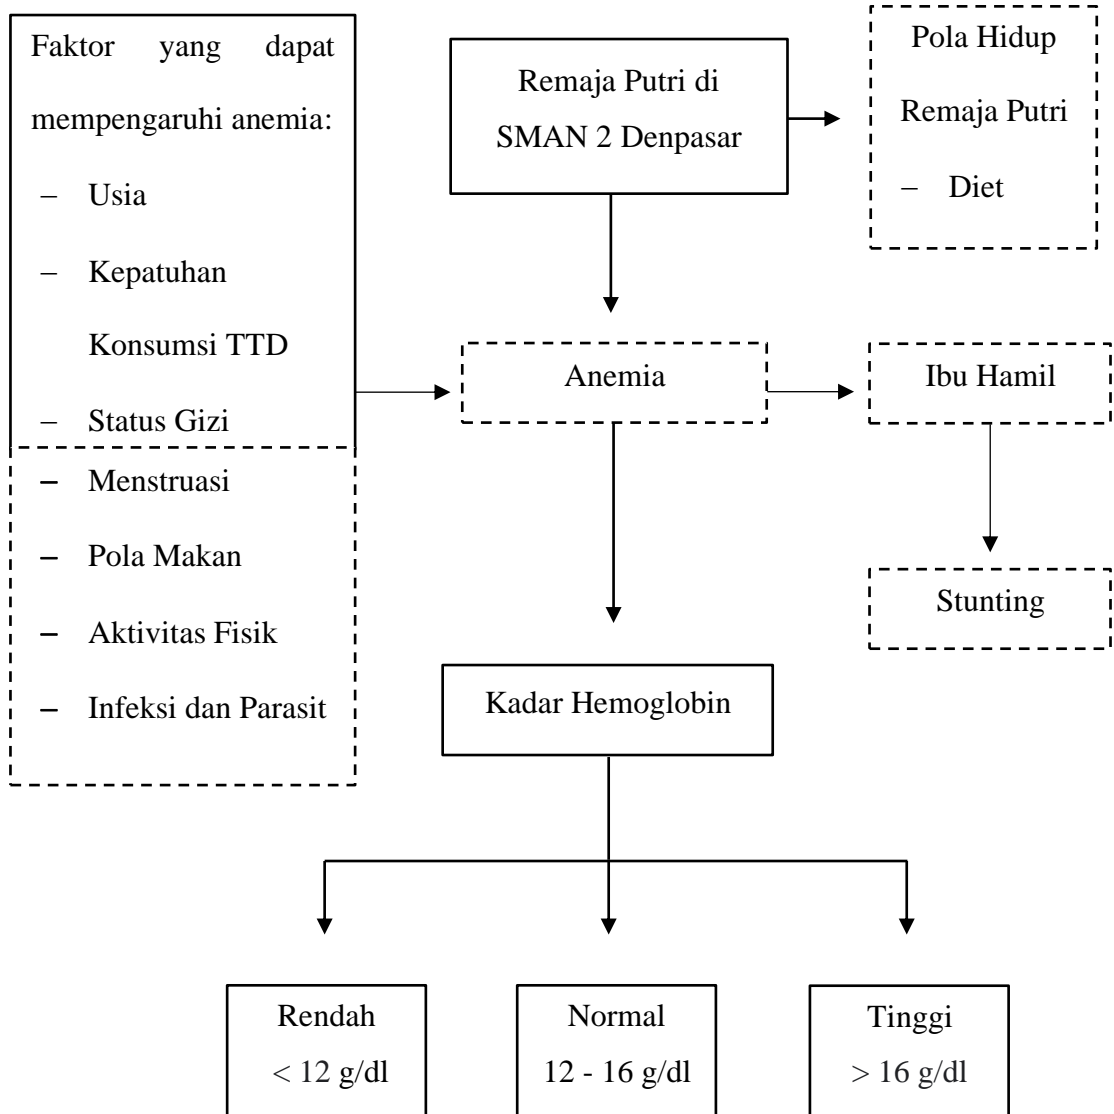 Faktor yang dapat
mempengaruhi anemia:
– Usia
– Kepatuhan
Konsumsi TTD
– Status Gizi
– Menstruasi
– Pola Makan
– Aktivitas Fisik
– Infeksi dan Parasit
Remaja Putri di
SMAN 2 Denpasar
Pola Hidup
Remaja Putri
– Diet
Anemia
Ibu Hamil
Stunting
Kadar Hemoglobin
Rendah
< 12 g/dl
Normal
12 - 16 g/dl
Tinggi
> 16 g/dl